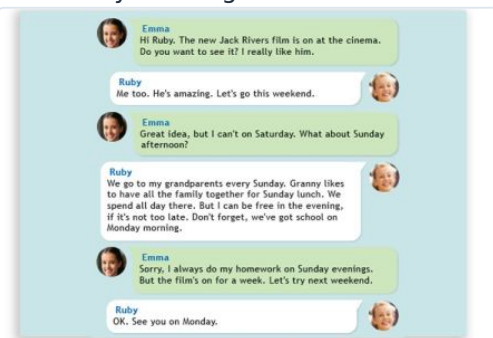 Emma
Hi Ruby. The new Jack Rivers film is on at the cinema.
Do you want to see it? I really like him.
Ruby
Me too. He's amazing. Let's go this weekend.
Emma
Great idea, but I can't on Saturday. What about Sunday
afternoon?
Ruby
We go to my grandparents every Sunday. Granny likes
to have all the family together for Sunday lunch. We
spend all day there. But I can be free in the evening,
if it's not too late. Don't forget, we've got school on
Monday morning.
Emma
Sorry, I always do my homework on Sunday evenings.
But the film's on for a week. Let's try next weekend.
Ruby
OK. See you on Monday.